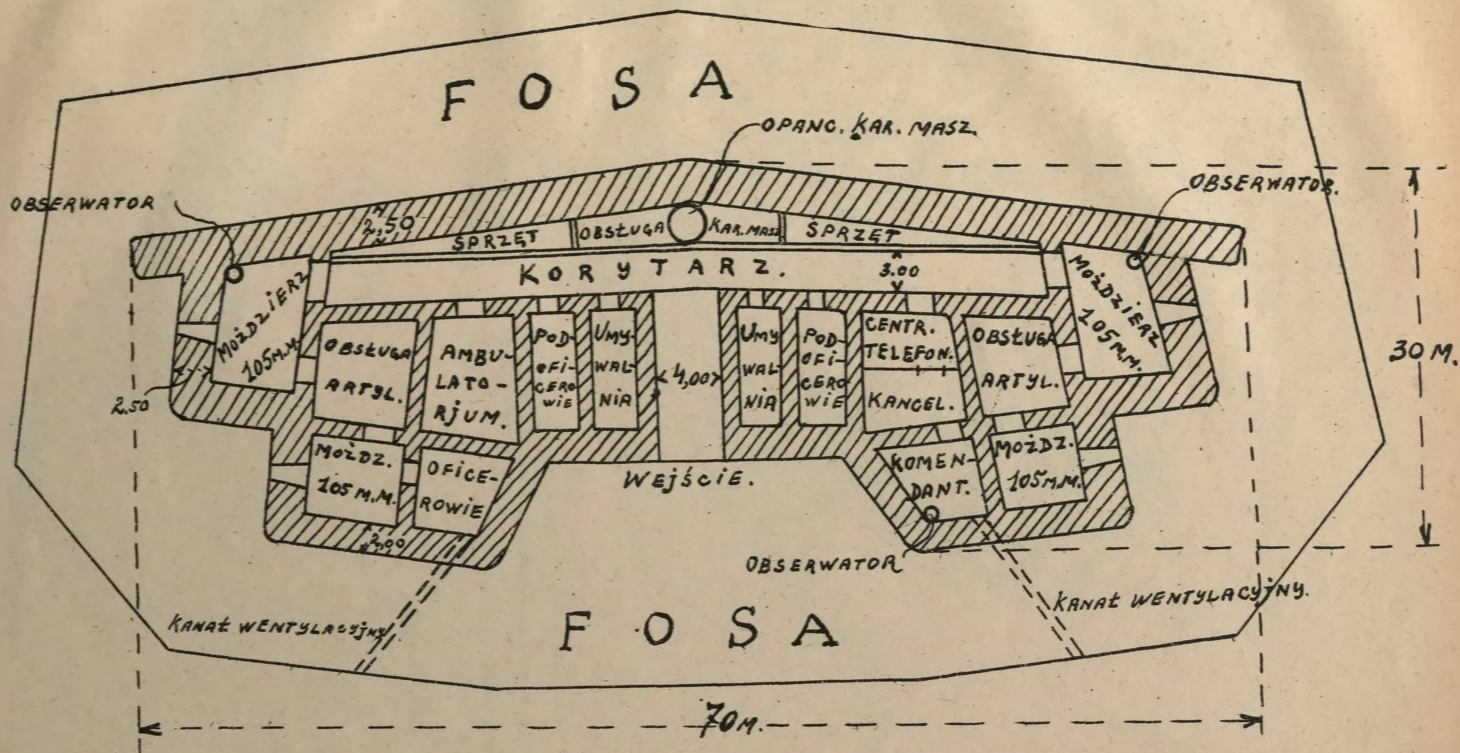 FOSA
OPANC. KAR. MASZ.
OBSERWATOR
OBSERWATOR.
2,50
SPRZĘT
OBSŁUGA
KAR. MASZ
SPRZĘT
KORYTARZ.
3.00
MOŹDZIERZ
105 M.M.
MOŹDZIERZ
105 M.M.
30 M.
2.50
OBSŁUGA
ARTYL.
AMBU-
LATO-
RJUM.
POD-
OFI-
CERO
WIE
UMY-
WAL-
NIA
4,00
UMY
WAL-
NIA
POD-
OFI-
CERO
WIE
CENTR.
TELEFON.
KANCEL.
OBSŁUGA
ARTYL.
MOŹDZ.
105 M.M.
OFICE-
ROWIE
WEJŚCIE.
KOMEN-
DANT.
MOŹDZ.
105 M.M.
2,00
OBSERWATOR
KANAŁ WENTYLACYJNY
KANAŁ WENTYLACYJNY.
FOSA
70 M.